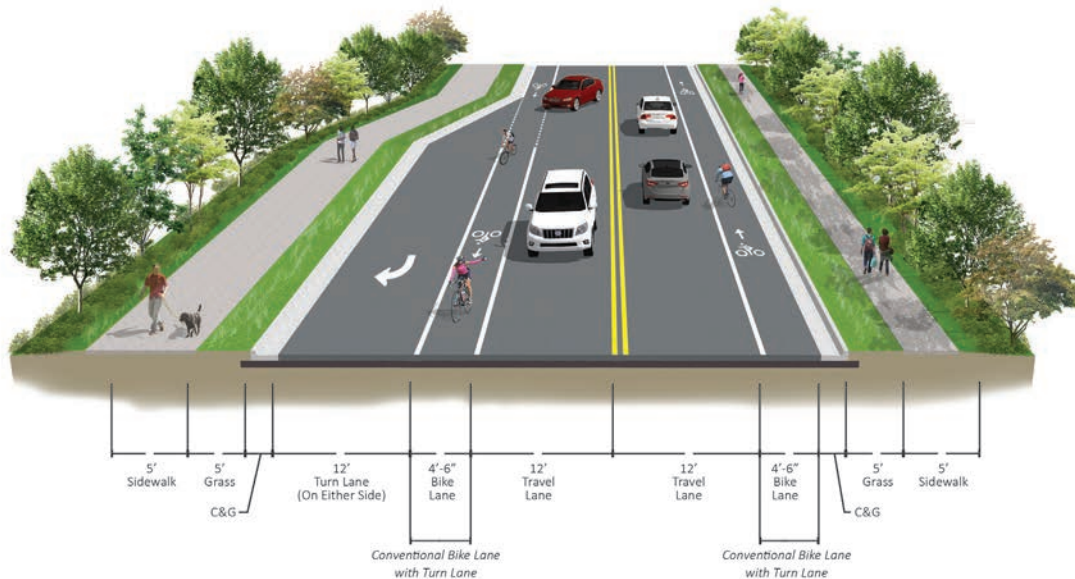 5’
Sidewalk
5’
Grass
C&G
12’
Turn Lane
(On Either Side)
4’-6”
Bike
Lane
12’
Travel
Lane
12’
Travel
Lane
4’-6”
Bike
Lane
C&G
5’
Grass
5’
Sidewalk
Conventional Bike Lane
with Turn Lane
Conventional Bike Lane
with Turn Lane